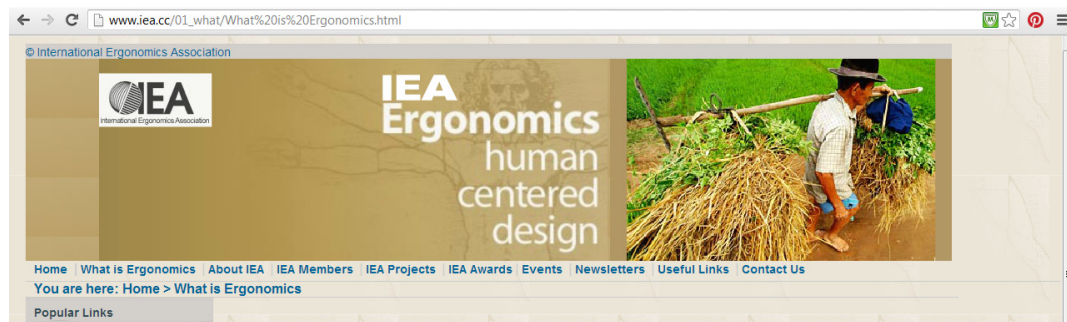 www.iea.cc/01_what/What%20is%20Ergonomics.html
© International Ergonomics Association
IEA
International Ergonomics Association
IEA
Ergonomics
human
centered
design
Home | What is Ergonomics | About IEA | IEA Members | IEA Projects | IEA Awards | Events | Newsletters | Useful Links | Contact Us
You are here: Home > What is Ergonomics
Popular Links